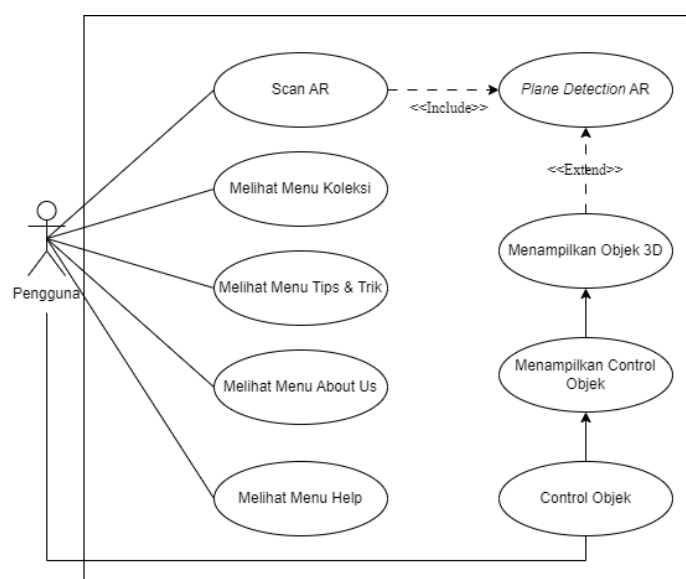 Scan AR
<<Include>>
Plane Detection AR
<<Extend>>
Melihat Menu Koleksi
Menampilkan Objek 3D
Pengguna
Melihat Menu Tips & Trik
Melihat Menu About Us
Menampilkan Control
Objek
Melihat Menu Help
Control Objek